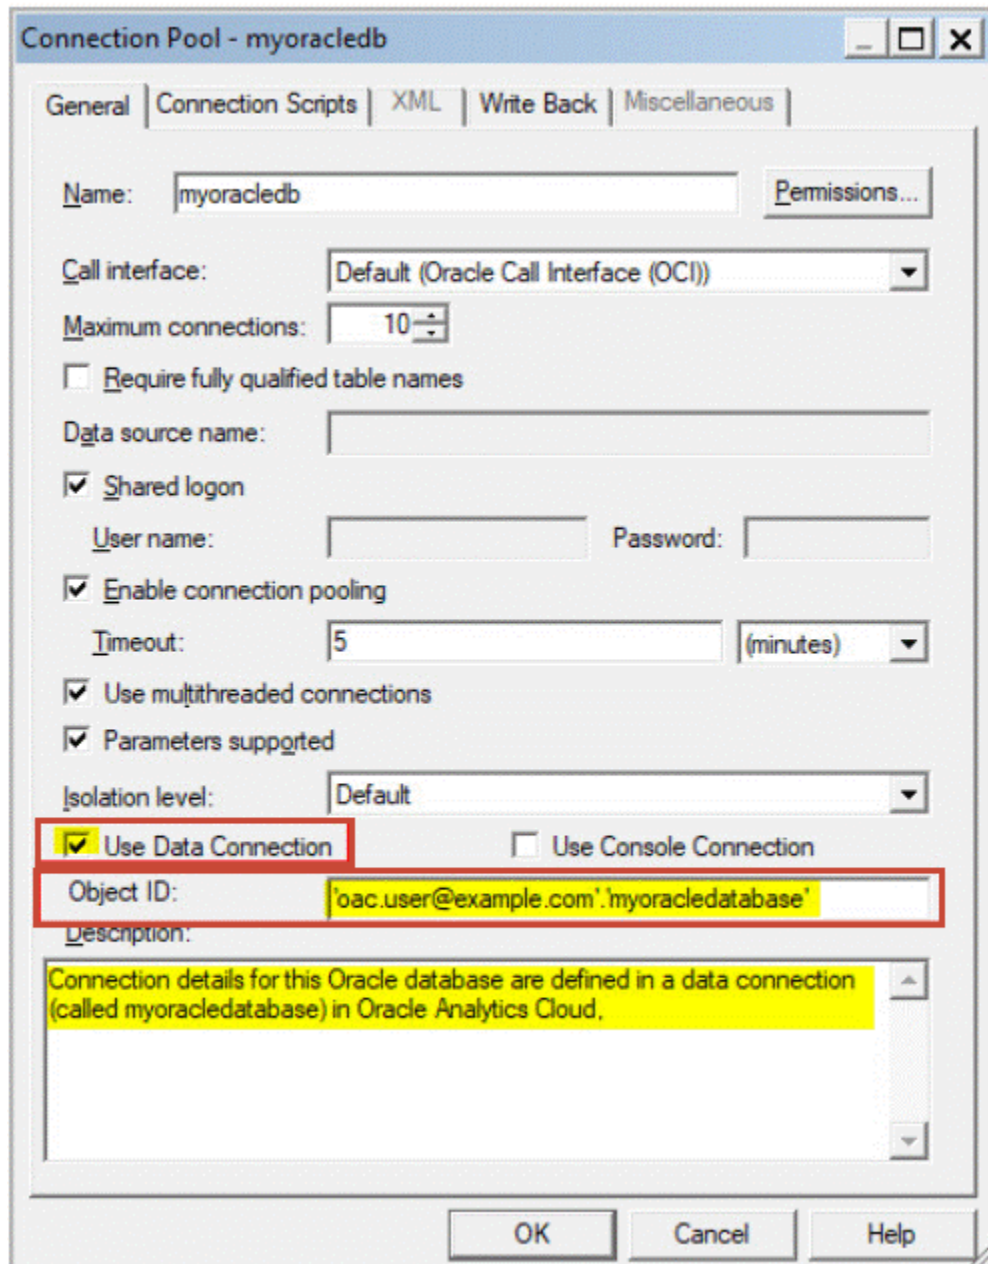 Connection Pool - myoracledb
General Connection Scripts XML Write Back Miscellaneous
Name: myoracledb Permissions...
Call interface: Default (Oracle Call Interface (OCI))
Maximum connections: 10
Require fully qualified table names
Data source name:
Shared logon
User name: Password:
Enable connection pooling
Timeout: 5 (minutes)
Use multithreaded connections
Parameters supported
Isolation level: Default
Use Data Connection Use Console Connection
Object ID: 'oac.user@example.com'.'myoracledatabase'
Description:
Connection details for this Oracle database are defined in a data connection
(called myoracledatabase) in Oracle Analytics Cloud,
OK Cancel Help